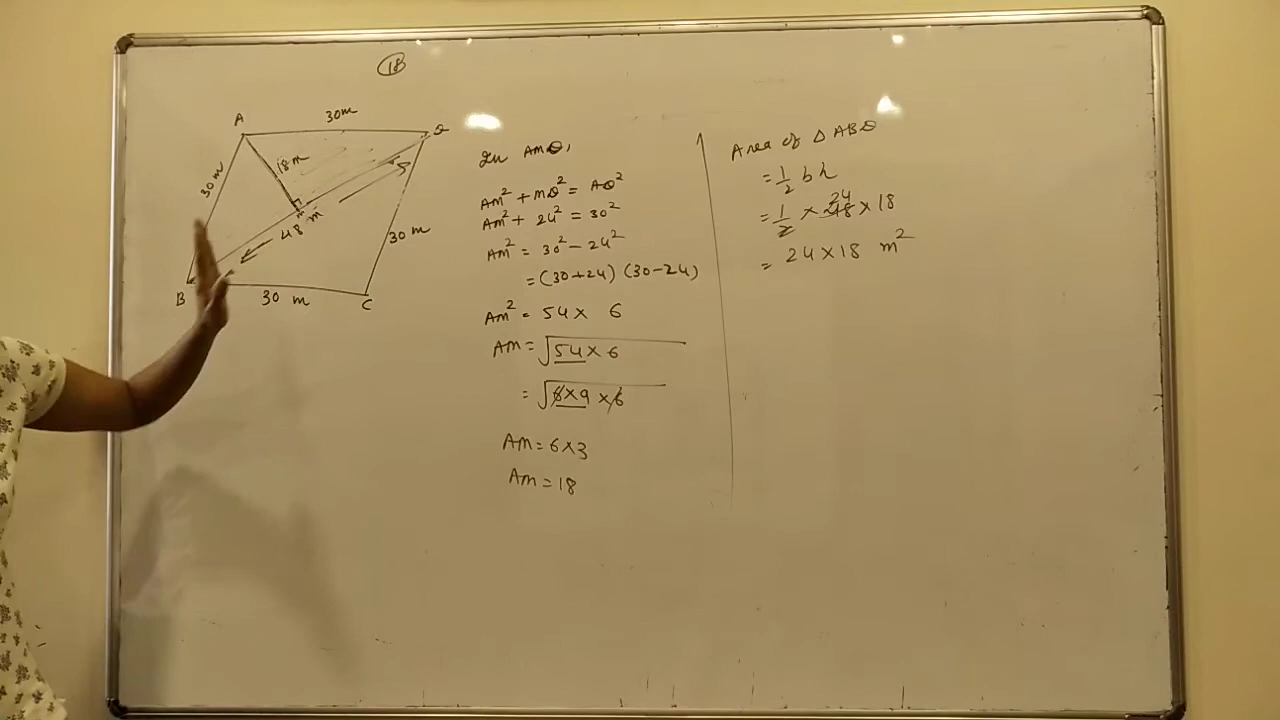 18
A
30m
D
30 m
18m
m
48 m
30 m
B
30 m
C
In AMD,
AM² + MD² = AD²
AM² + 24² = 30²
AM² = 30² - 24²
= (30+24) (30-24)
AM² = 54 × 6
AM = √54 × 6
= √6×9 × 6
AM = 6×3
AM = 18
Area of △ ABD
= 1/2 bh
24
= 1/2 × 48 × 18
= 24 × 18 m²